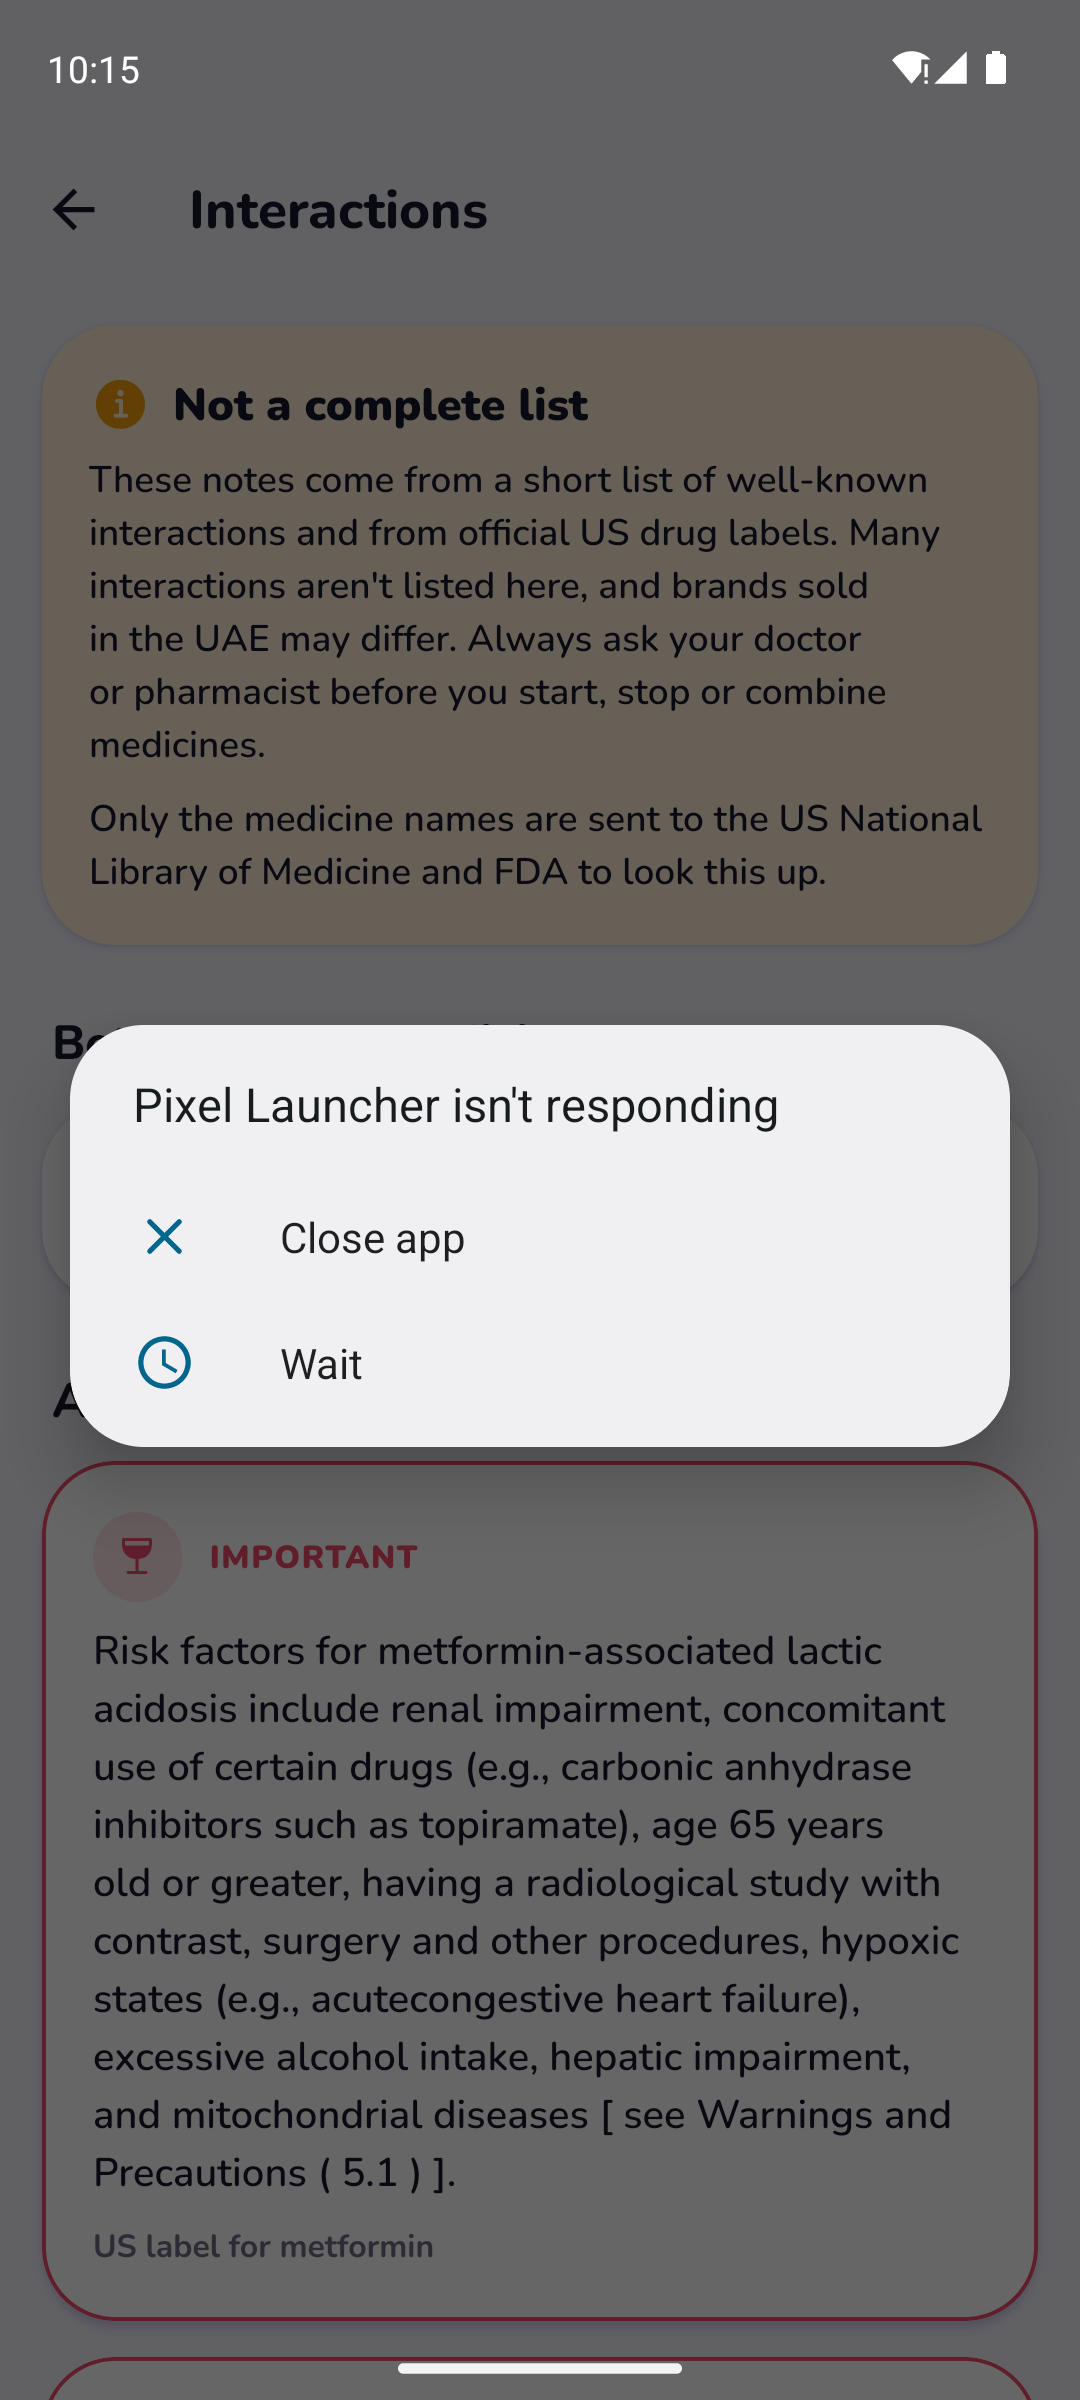 10:15
Interactions
Not a complete list
These notes come from a short list of well-known
interactions and from official US drug labels. Many
interactions aren't listed here, and brands sold
in the UAE may differ. Always ask your doctor
or pharmacist before you start, stop or combine
medicines.
Only the medicine names are sent to the US National
Library of Medicine and FDA to look this up.
Pixel Launcher isn't responding
Close app
Wait
IMPORTANT
Risk factors for metformin-associated lactic
acidosis include renal impairment, concomitant
use of certain drugs (e.g., carbonic anhydrase
inhibitors such as topiramate), age 65 years
old or greater, having a radiological study with
contrast, surgery and other procedures, hypoxic
states (e.g., acutecongestive heart failure),
excessive alcohol intake, hepatic impairment,
and mitochondrial diseases [ see Warnings and
Precautions ( 5.1 ) ].
US label for metformin